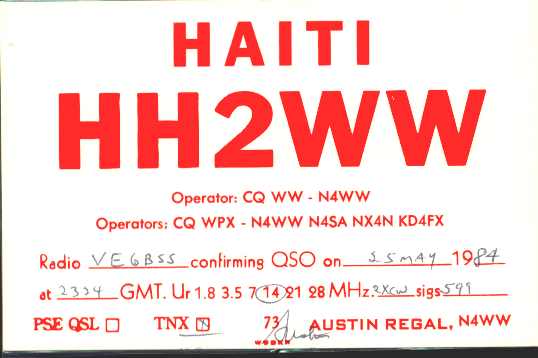 HAITI
HH2WW
Operator: CQ WW - N4WW
Operators: CQ WPX - N4WW N4SA NX4N KD4FX
Radio VE6BSS confirming QSO on 25 MAY 1984
at 2334 GMT. Ur 1.8 3.5 7 14 21 28 MHz. 2XCW sigs 599
PSE QSL TNX 73 AUSTIN REGAL, N4WW